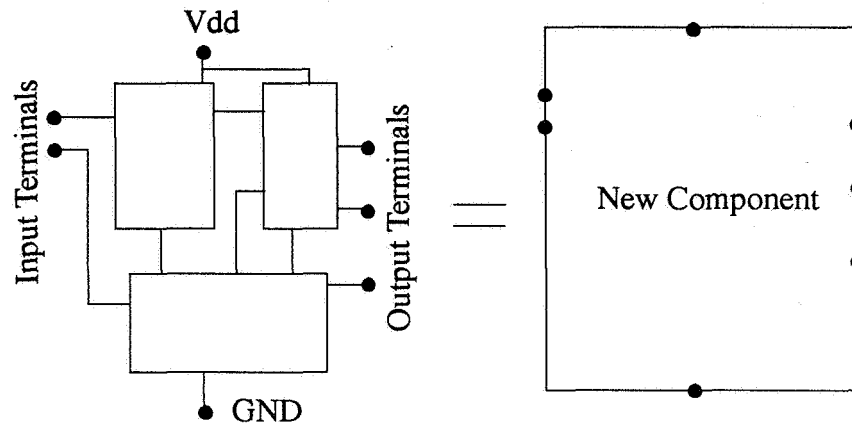 Vdd
Input Terminals
Output Terminals
New Component
GND